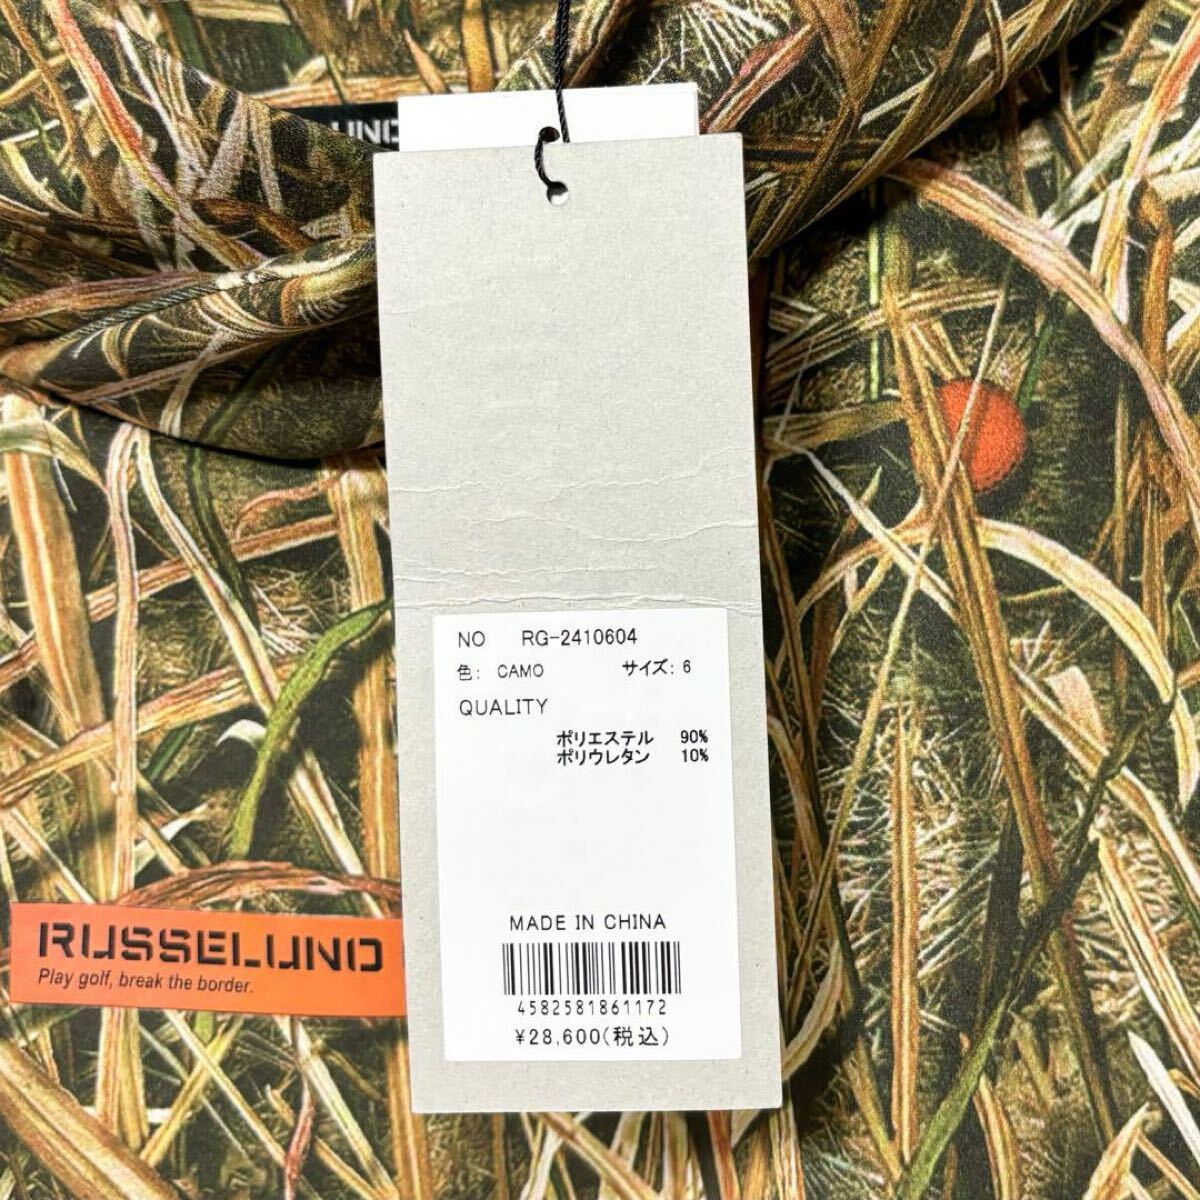 UNO
NO RG-2410604
色: CAMO サイズ: 6
QUALITY
ポリエステル 90%
ポリウレタン 10%
MADE IN CHINA
4582581861172
¥28,600(税込)
RUSSELUNO
Play golf, break the border.